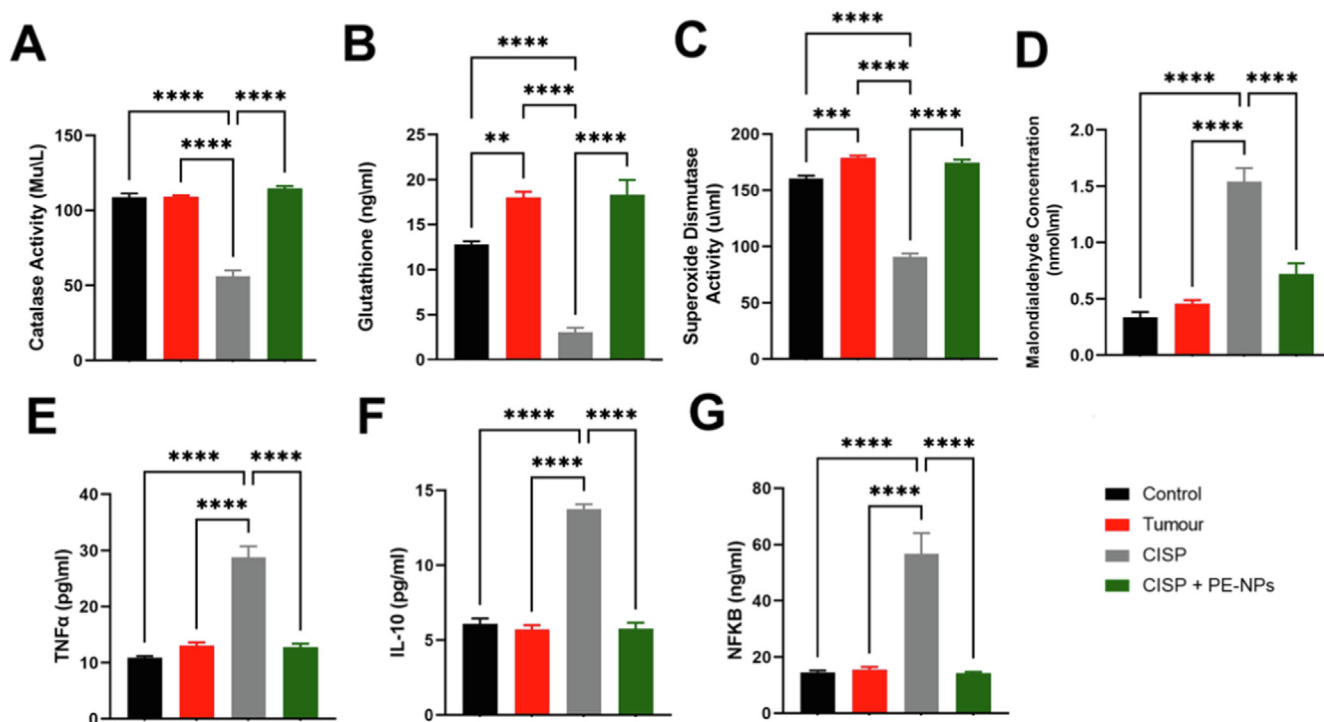 A
****
****
****
Catalase Activity (Mu\L)
150
100
50
0
B
****
****
**
****
Glutathione (ng\ml)
25
20
15
10
5
0
C
****
****
***
****
Superoxide Dismutase
Activity (u\ml)
200
150
100
50
0
D
****
****
****
Malondialdehyde Concentration
(nmol\ml)
2.0
1.5
1.0
0.5
0.0
E
****
****
****
TNFα (pg\ml)
40
30
20
10
0
F
****
****
****
IL-10 (pg/ml)
15
10
5
0
G
****
****
****
NFKB (ng\ml)
80
60
40
20
0
Control
Tumour
CISP
CISP + PE-NPs